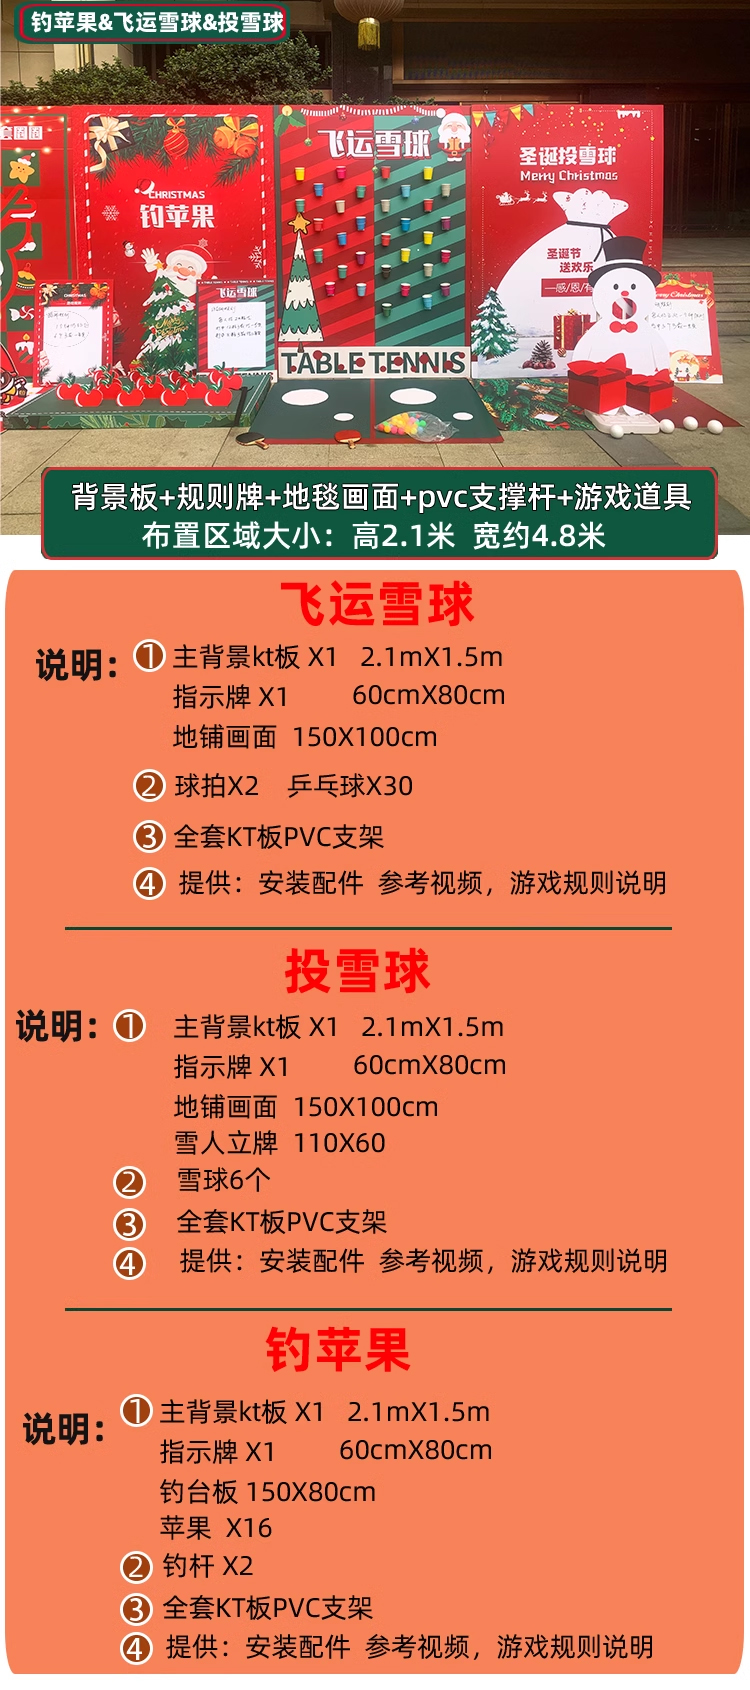 钓苹果&飞运雪球&投雪球
套圈圈
CHRISTMAS
钓苹果
飞运雪球
圣诞投雪球
Merry Christmas
圣诞节
送欢乐
CHRISTMAS
飞运雪球
Merry Christmas
TABLE TENNIS
背景板+规则牌+地毯画面+pvc支撑杆+游戏道具
布置区域大小：高2.1米 宽约4.8米
飞运雪球
说明：① 主背景kt板 X1 2.1mX1.5m
指示牌 X1 60cmX80cm
地铺画面 150X100cm
② 球拍X2 乒乓球X30
③ 全套KT板PVC支架
④ 提供：安装配件 参考视频，游戏规则说明
投雪球
说明：① 主背景kt板 X1 2.1mX1.5m
指示牌 X1 60cmX80cm
地铺画面 150X100cm
雪人立牌 110X60
② 雪球6个
③ 全套KT板PVC支架
④ 提供：安装配件 参考视频，游戏规则说明
钓苹果
说明：① 主背景kt板 X1 2.1mX1.5m
指示牌 X1 60cmX80cm
钓台板 150X80cm
苹果 X16
② 钓杆 X2
③ 全套KT板PVC支架
④ 提供：安装配件 参考视频，游戏规则说明